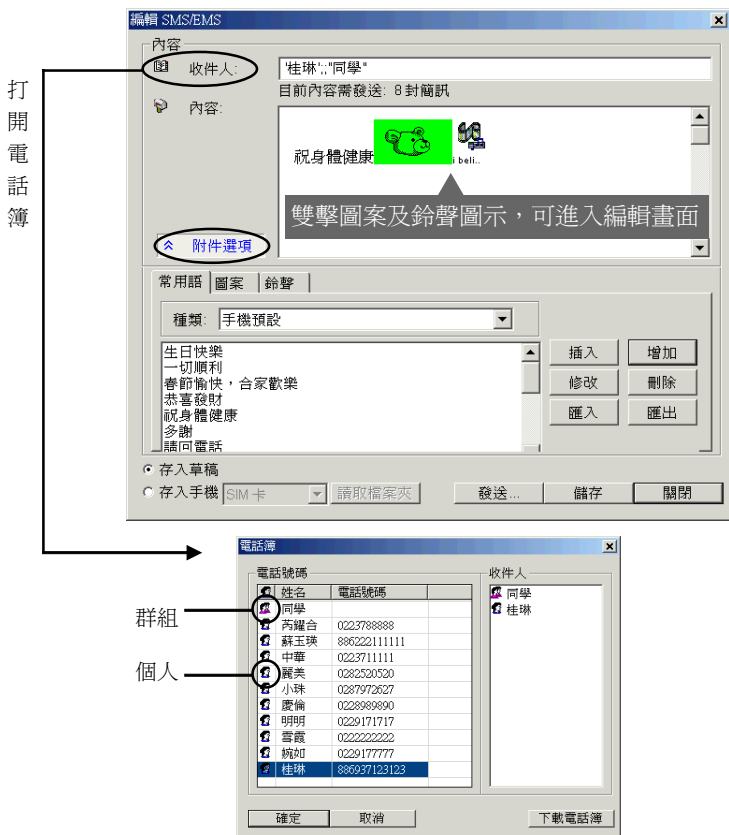 編輯 SMS/EMS
內容
收件人:
'桂琳';;"同學"
目前內容需發送: 8 封簡訊
內容:
祝身體健康
i beli..
雙擊圖案及鈴聲圖示，可進入編輯畫面
附件選項
打開電話簿
常用語 圖案 鈴聲
種類: 手機預設
生日快樂
一切順利
春節愉快，合家歡樂
恭喜發財
祝身體健康
多謝
請回電話
插入 增加
修改 刪除
匯入 匯出
存入草稿
存入手機 SIM 卡 讀取檔案夾 發送... 儲存 關閉
電話簿
電話號碼
姓名 電話號碼
同學
芮耀合 0223788888
蘇玉瑛 886222111111
中華 0223711111
麗美 0282520520
小珠 0287972627
慶倫 0228989890
明明 0229171717
雪霞 0222222222
婉如 0229177777
桂琳 886937123123
收件人
同學
桂琳
群組
個人
確定 取消 下載電話簿